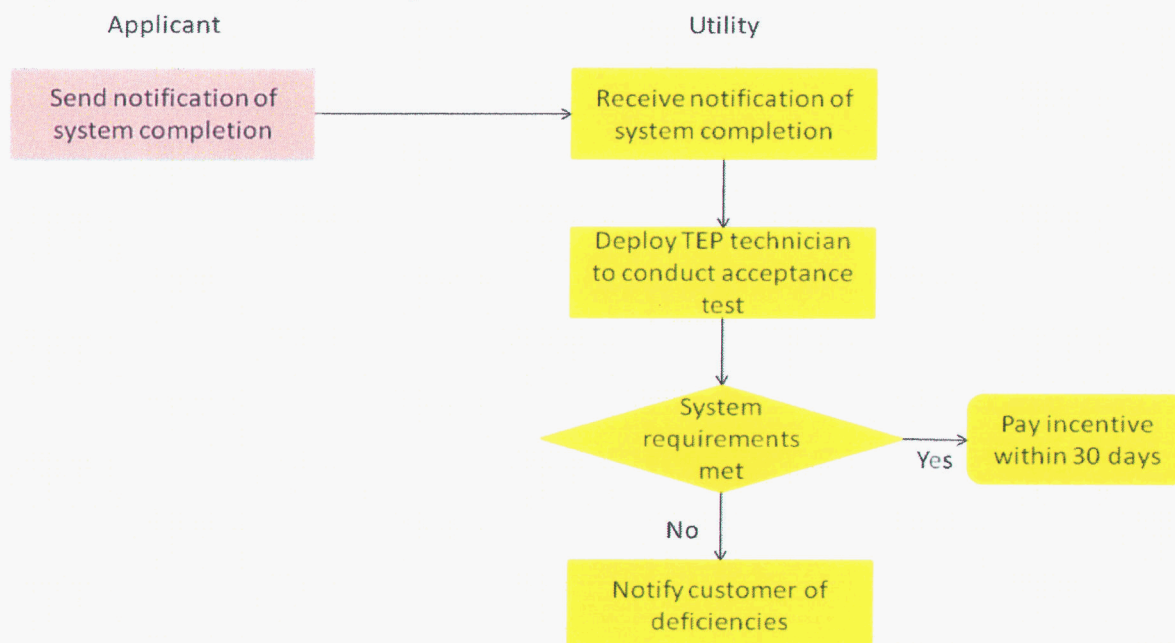 Applicant
Utility
Send notification of
system completion
Receive notification of
system completion
Deploy TEP technician
to conduct acceptance
test
System
requirements
met
Yes
Pay incentive
within 30 days
No
Notify customer of
deficiencies